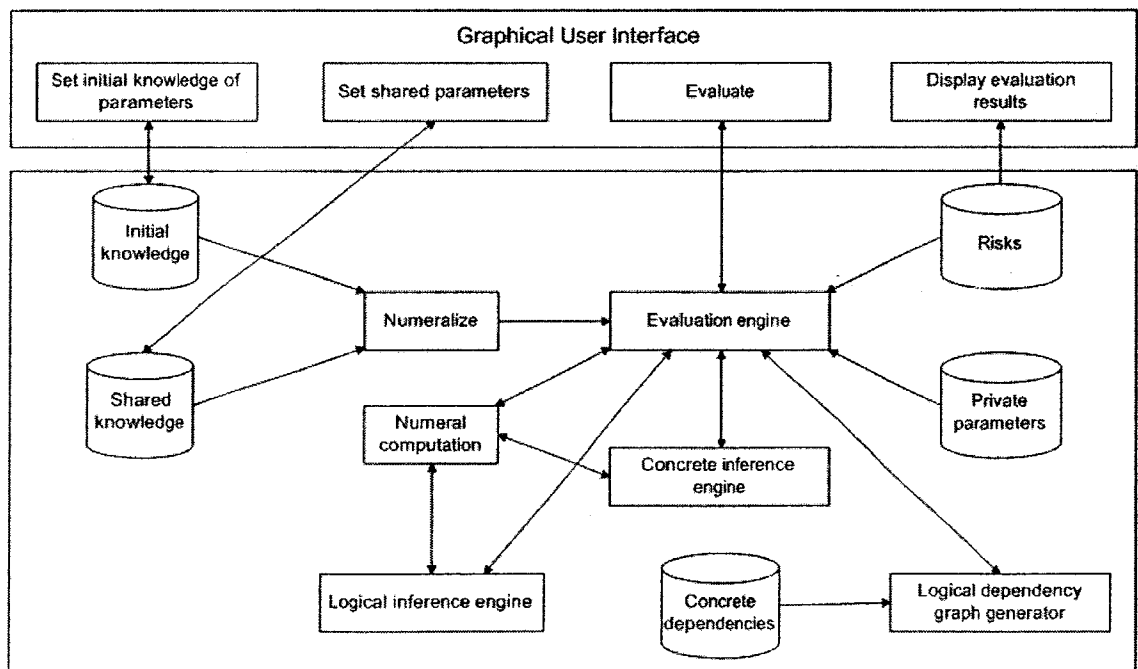 Graphical User Interface
Set initial knowledge of
parameters
Set shared parameters
Evaluate
Display evaluation
results
Initial
knowledge
Risks
Numeralize
Evaluation engine
Shared
knowledge
Private
parameters
Numeral
computation
Concrete inference
engine
Logical inference engine
Concrete
dependencies
Logical dependency
graph generator